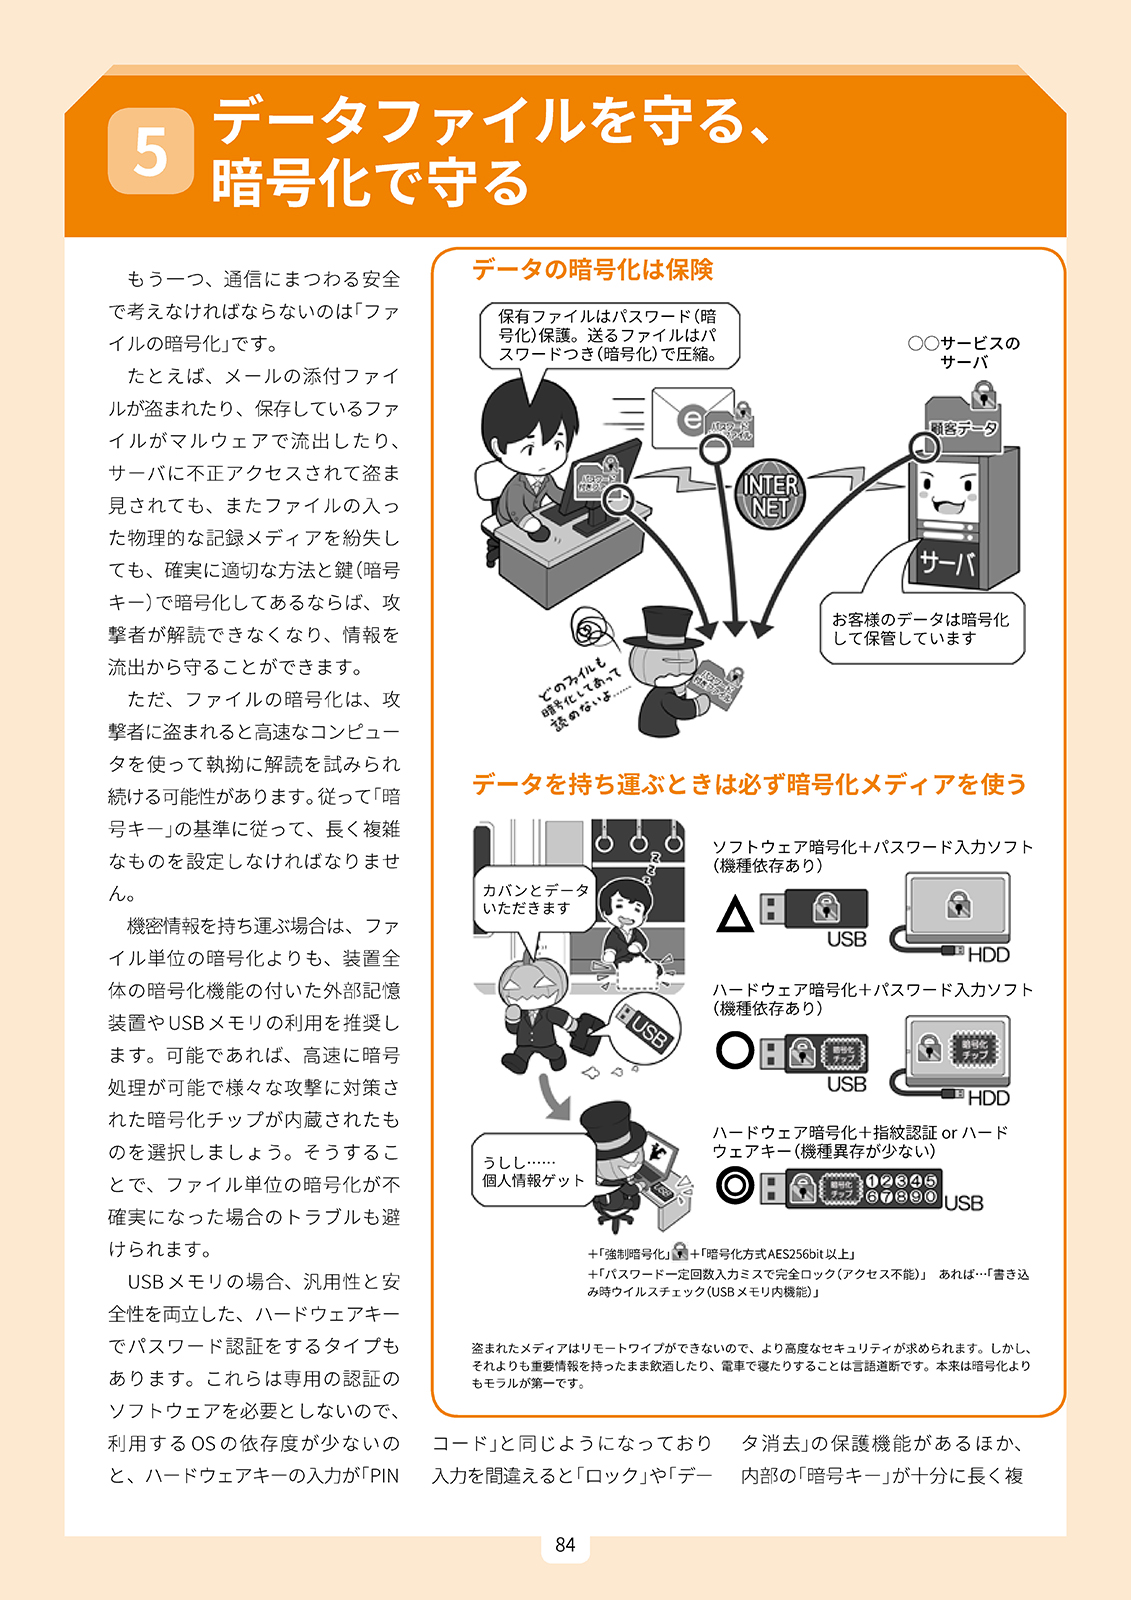 5
データファイルを守る、
暗号化で守る
もう一つ、通信にまつわる安全
で考えなければならないのは「ファ
イルの暗号化」です。
たとえば、メールの添付ファイ
ルが盗まれたり、保存しているファ
イルがマルウェアで流出したり、
サーバに不正アクセスされて盗ま
見されても、またファイルの入っ
た物理的な記録メディアを紛失し
ても、確実に適切な方法と鍵（暗号
キー）で暗号化してあるならば、攻
撃者が解読できなくなり、情報を
流出から守ることができます。
ただ、ファイルの暗号化は、攻
撃者に盗まれると高速なコンピュー
タを使って執拗に解読を試みられ
続ける可能性があります。従って「暗
号キー」の基準に従って、長く複雑
なものを設定しなければなりませ
ん。
機密情報を持ち運ぶ場合は、ファ
イル単位の暗号化よりも、装置全
体の暗号化機能の付いた外部記憶
装置やUSBメモリの利用を推奨し
ます。可能であれば、高速に暗号
処理が可能で様々な攻撃に対策さ
れた暗号化チップが内蔵されたも
のを選択しましょう。そうするこ
とで、ファイル単位の暗号化が不
確実になった場合のトラブルも避
けられます。
USBメモリの場合、汎用性と安
全性を両立した、ハードウェアキー
でパスワード認証をするタイプも
あります。これらは専用の認証の
ソフトウェアを必要としないので、
利用するOSの依存度が少ないの
と、ハードウェアキーの入力が「PIN
データの暗号化は保険
保有ファイルはパスワード（暗
号化）保護。送るファイルはパ
スワードつき（暗号化）で圧縮。
○○サービスの
サーバ
e
パスワード
付きファイル
パスワード
付きファイル
顧客データ
INTER
NET
サーバ
お客様のデータは暗号化
して保管しています
どのファイルも
暗号化してあって
読めないよ……
パスワード
付きファイル
データを持ち運ぶときは必ず暗号化メディアを使う
カバンとデータ
いただきます
z z z z
USB
うしし……
個人情報ゲット
ソフトウェア暗号化＋パスワード入力ソフト
（機種依存あり）
△
USB
HDD
ハードウェア暗号化＋パスワード入力ソフト
（機種依存あり）
○
暗号化
チップ
USB
暗号化
チップ
HDD
ハードウェア暗号化＋指紋認証 or ハード
ウェアキー（機種異存が少ない）
◎
暗号化
チップ
①②③④⑤
⑥⑦⑧⑨⓪
USB
＋「強制暗号化」＋「暗号化方式AES256bit以上」
＋「パスワード一定回数入力ミスで完全ロック（アクセス不能）」 あれば…「書き込
み時ウイルスチェック（USBメモリ内機能）」
盗まれたメディアはリモートワイプができないので、より高度なセキュリティが求められます。しかし、
それよりも重要情報を持ったまま飲酒したり、電車で寝たりすることは言語道断です。本来は暗号化より
もモラルが第一です。
コード」と同じようになっており
入力を間違えると「ロック」や「デー
タ消去」の保護機能があるほか、
内部の「暗号キー」が十分に長く複
84